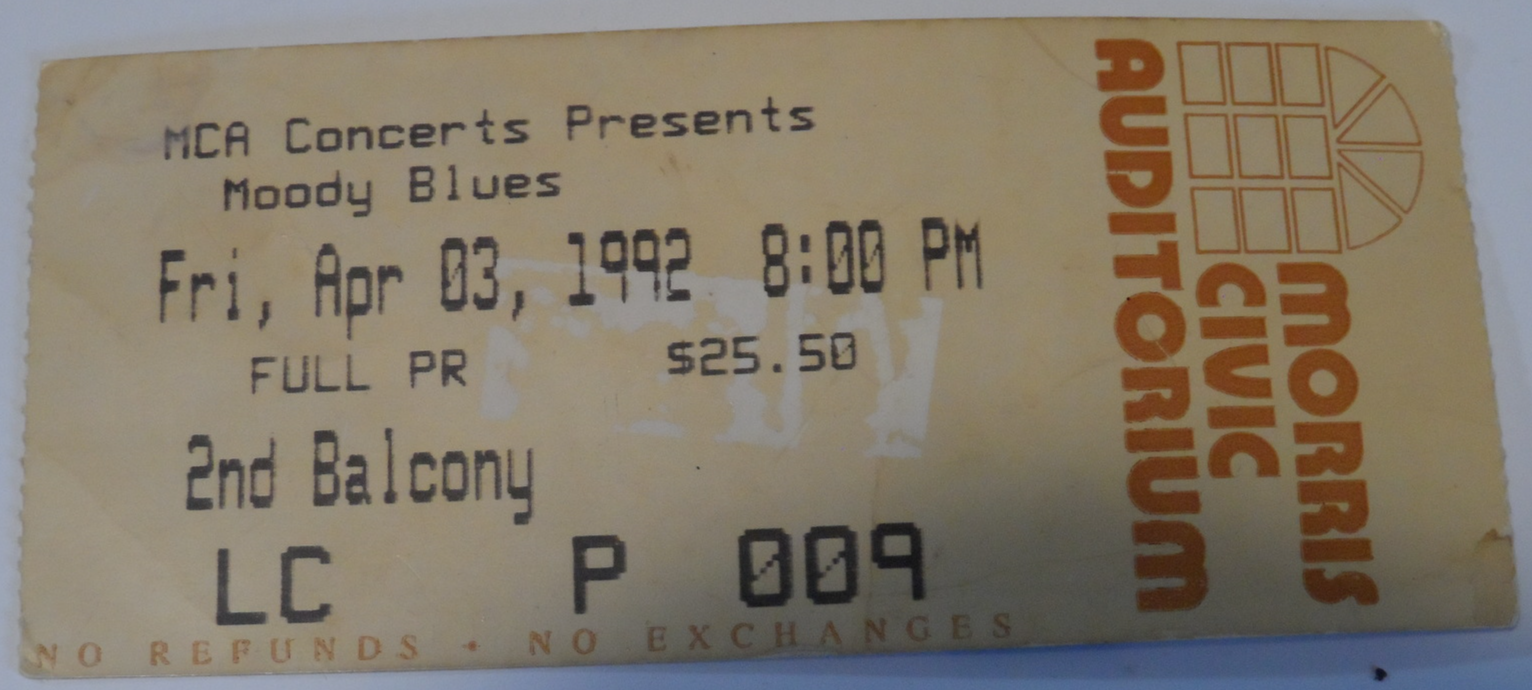 MCA Concerts Presents
Moody Blues
Fri, Apr 03, 1992 8:00 PM
FULL PR $25.50
2nd Balcony
LC P 009
NO REFUNDS + NO EXCHANGES
MORRIS
CIVIC
AUDITORIUM